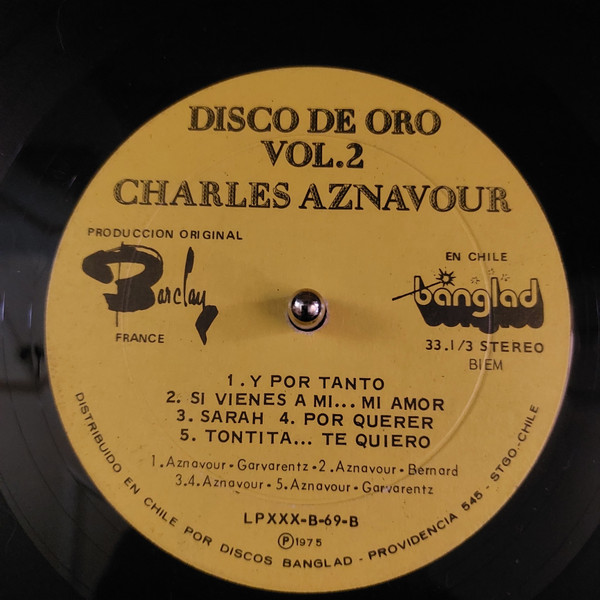 DISCO DE ORO
VOL.2
CHARLES AZNAVOUR
PRODUCCION ORIGINAL
Barclay
FRANCE
EN CHILE
banglad
33.1/3 STEREO
BIEM
1.Y POR TANTO
2. SI VIENES A MI... MI AMOR
3. SARAH 4. POR QUERER
5. TONTITA... TE QUIERO
1.Aznavour-Garvarentz-2.Aznavour-Bernard
3.4.Aznavour-5.Aznavour-Garvarentz
LPXXX-B-69-B
Ⓟ1975
DISTRIBUIDO EN CHILE POR DISCOS BANGLAD - PROVIDENCIA 545 - STGO-CHILE